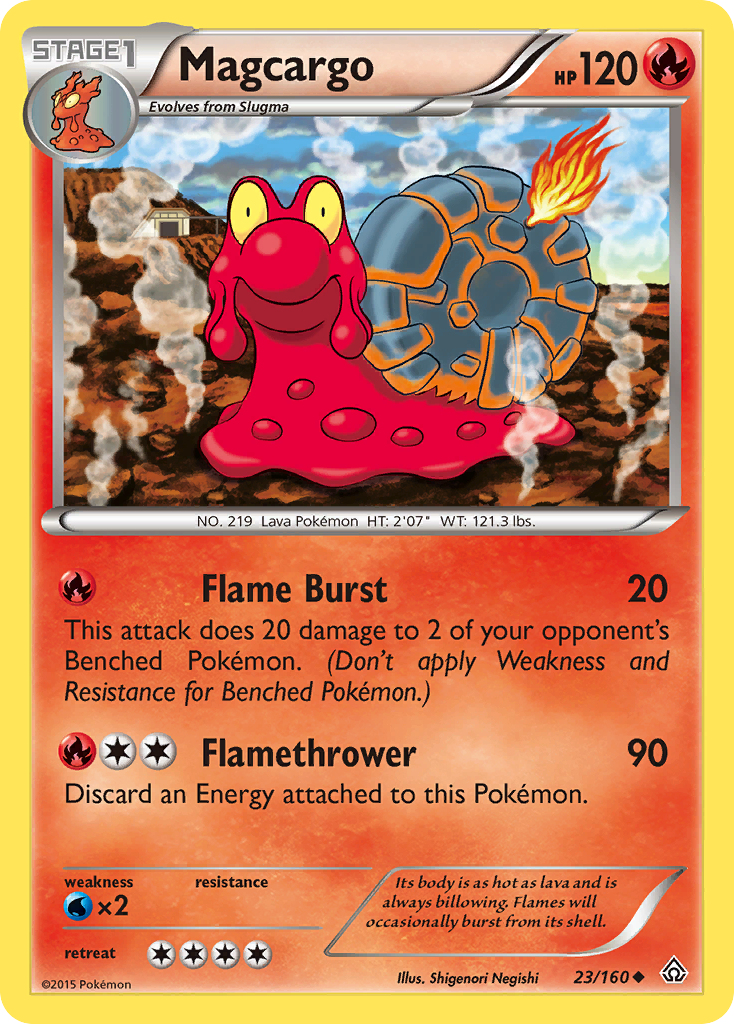 STAGE1
Magcargo
HP120
Evolves from Slugma
NO. 219 Lava Pokémon HT: 2'07" WT: 121.3 lbs.
Flame Burst 20
This attack does 20 damage to 2 of your opponent's
Benched Pokémon. (Don't apply Weakness and
Resistance for Benched Pokémon.)
Flamethrower 90
Discard an Energy attached to this Pokémon.
weakness resistance
×2
retreat
Its body is as hot as lava and is
always billowing. Flames will
occasionally burst from its shell.
©2015 Pokémon
Illus. Shigenori Negishi
23/160